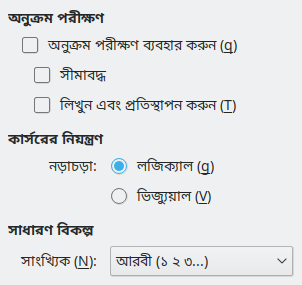 অনুক্রম পরীক্ষণ
অনুক্রম পরীক্ষণ ব্যবহার করুন (q)
সীমাবদ্ধ
লিখুন এবং প্রতিস্থাপন করুন (T)
কার্সরের নিয়ন্ত্রণ
নড়াচড়া: লজিক্যাল (g)
ভিজ্যুয়াল (V)
সাধারণ বিকল্প
সাংখ্যিক (N): আরবী (১ ২ ৩...)